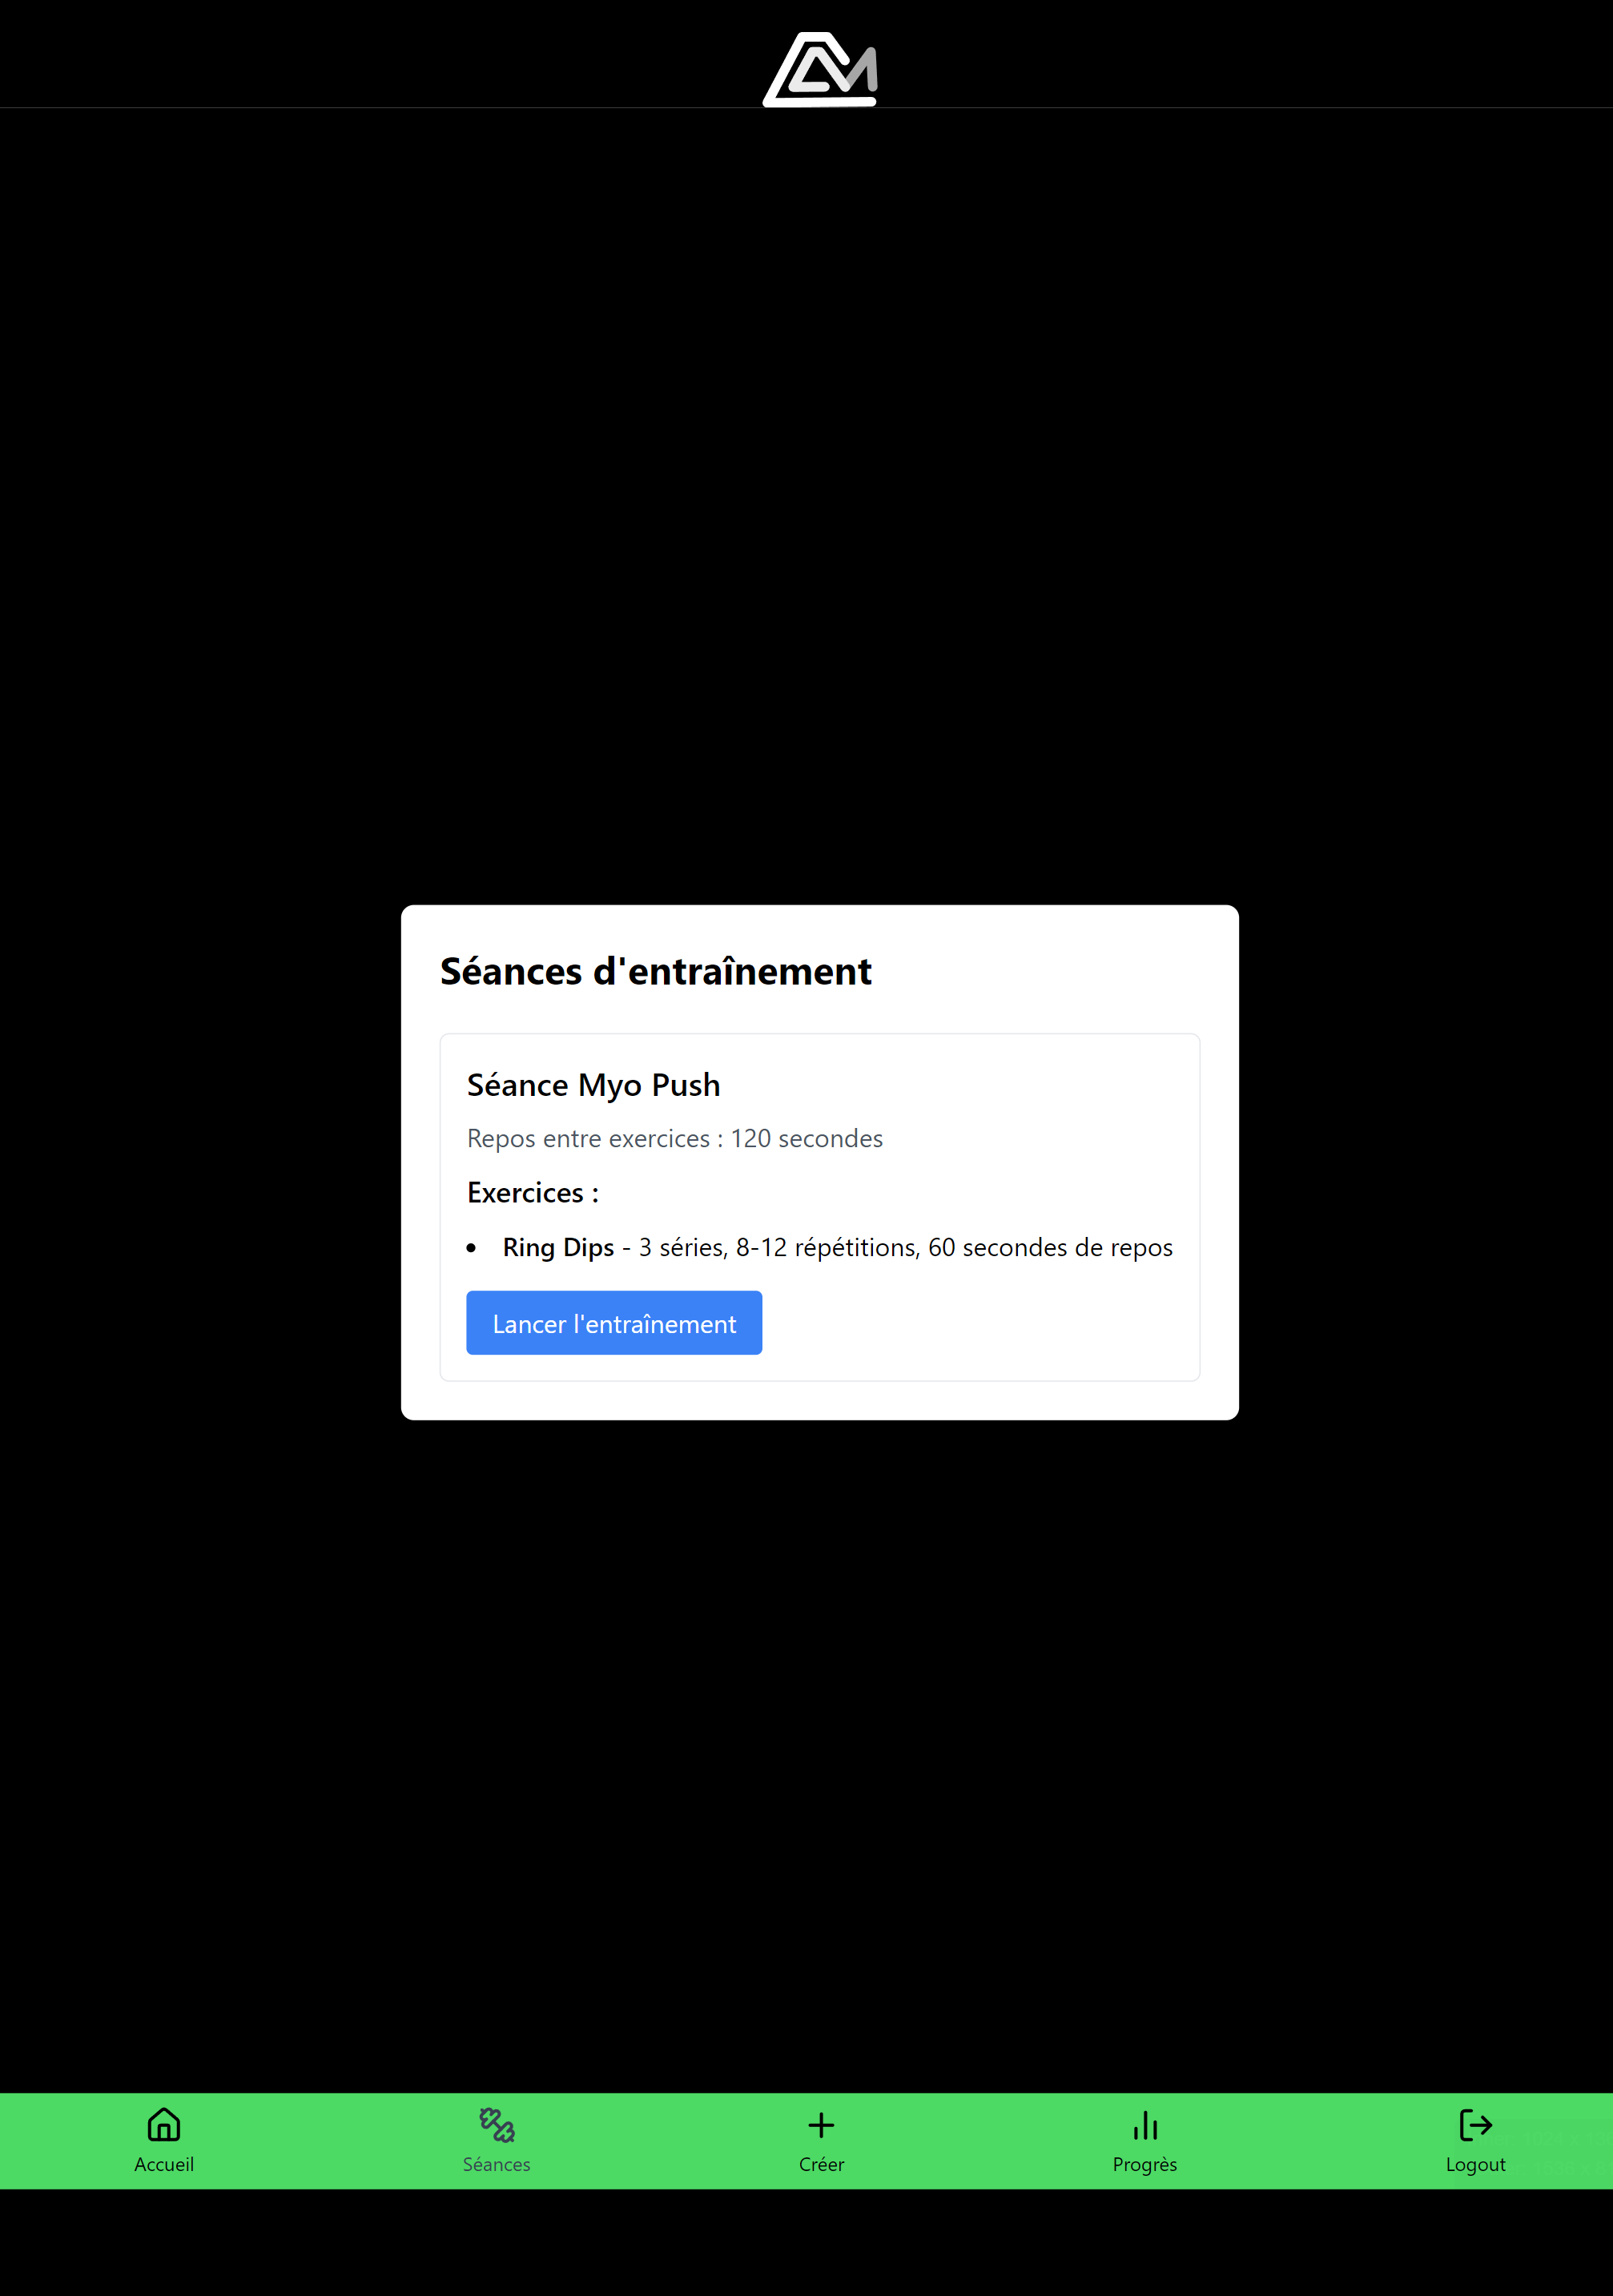 Séances d'entraînement
Séance Myo Push
Repos entre exercices : 120 secondes
Exercices :
• Ring Dips - 3 séries, 8-12 répétitions, 60 secondes de repos
Lancer l'entraînement
Accueil
Séances
Créer
Progrès
Logout